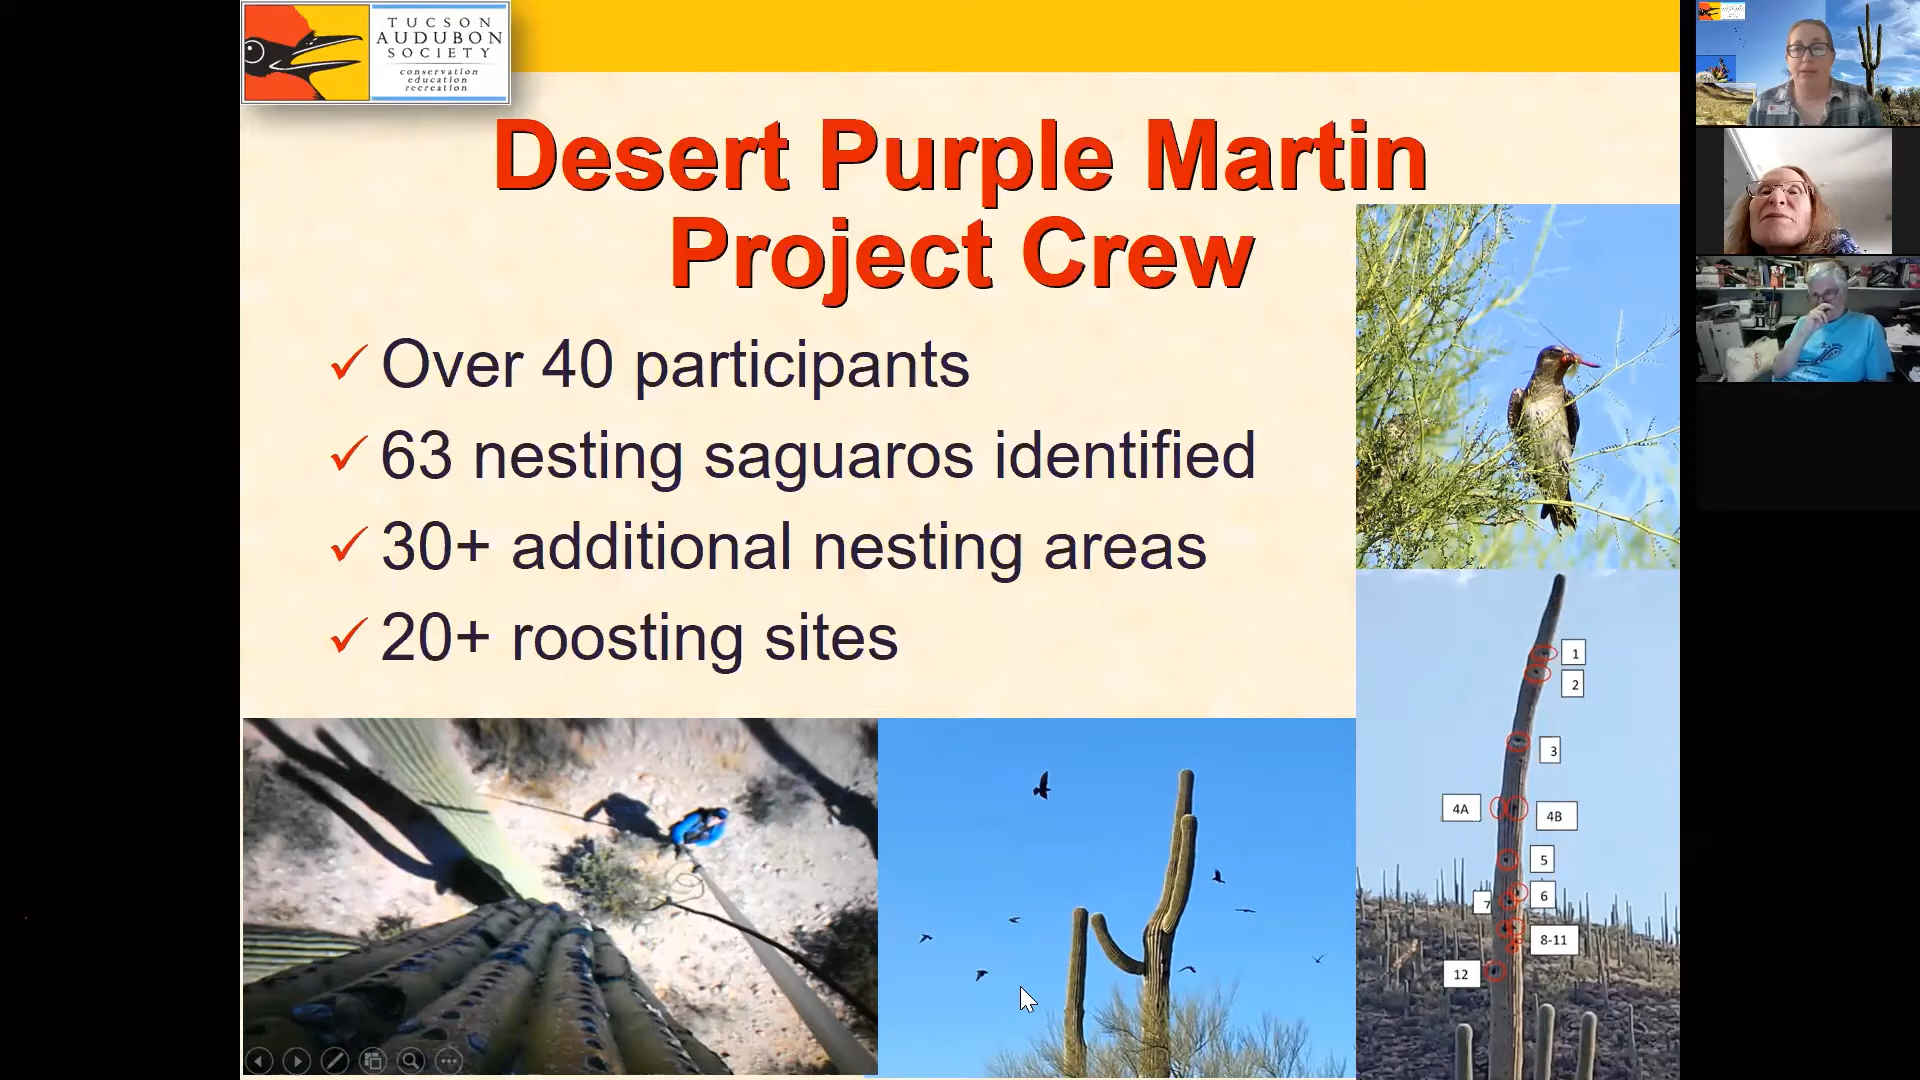 TUCSON
AUDUBON
SOCIETY
conservation
education
recreation
Desert Purple Martin
Project Crew
✓ Over 40 participants
✓ 63 nesting saguaros identified
✓ 30+ additional nesting areas
✓ 20+ roosting sites
1
2
3
4A
4B
5
6
7
8-11
12